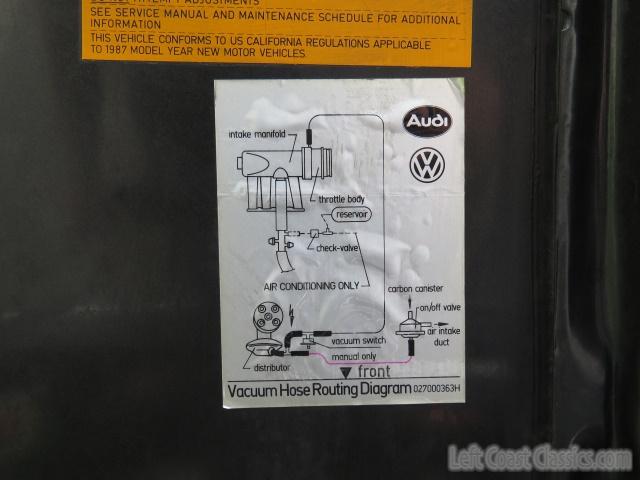 SEE SERVICE MANUAL AND MAINTENANCE SCHEDULE FOR ADDITIONAL
INFORMATION
THIS VEHICLE CONFORMS TO US CALIFORNIA REGULATIONS APPLICABLE
TO 1987 MODEL YEAR NEW MOTOR VEHICLES
Audi
intake manifold
throttle body
reservoir
check-valve
AIR CONDITIONING ONLY
carbon canister
on/off valve
air intake
duct
vacuum switch
manual only
distributor
front
Vacuum Hose Routing Diagram 027000363H
Left Coast Classics.com